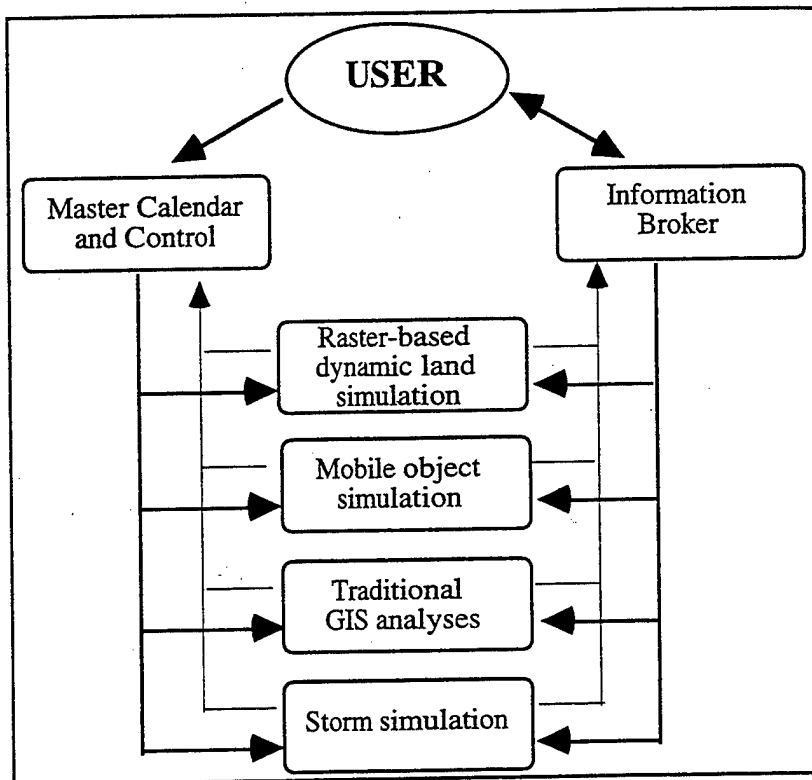 USER
Master Calendar
and Control
Information
Broker
Raster-based
dynamic land
simulation
Mobile object
simulation
Traditional
GIS analyses
Storm simulation